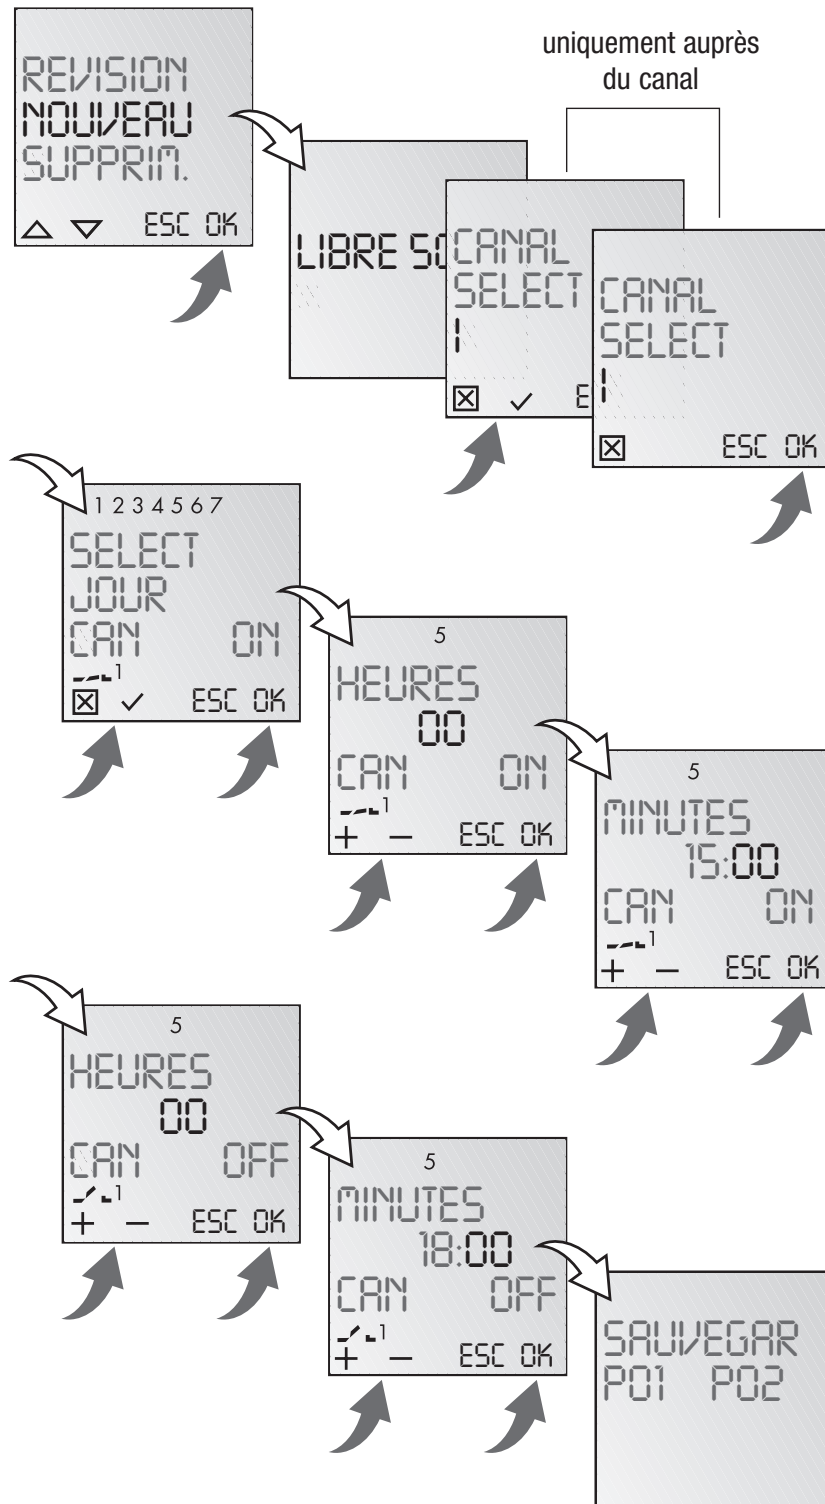 uniquement auprès
du canal
REVISION
NOUVEAU
SUPPRIM.
ESC OK
LIBRE
CANAL
SELECT
1
CANAL
SELECT
1
ESC OK
1 2 3 4 5 6 7
SELECT
JOUR
CAN ON
1
ESC OK
5
HEURES
00
CAN ON
1
+ − ESC OK
5
MINUTES
15:00
CAN ON
1
+ − ESC OK
5
HEURES
00
CAN OFF
1
+ − ESC OK
5
MINUTES
18:00
CAN OFF
1
+ − ESC OK
SAUVEGAR
P01 P02